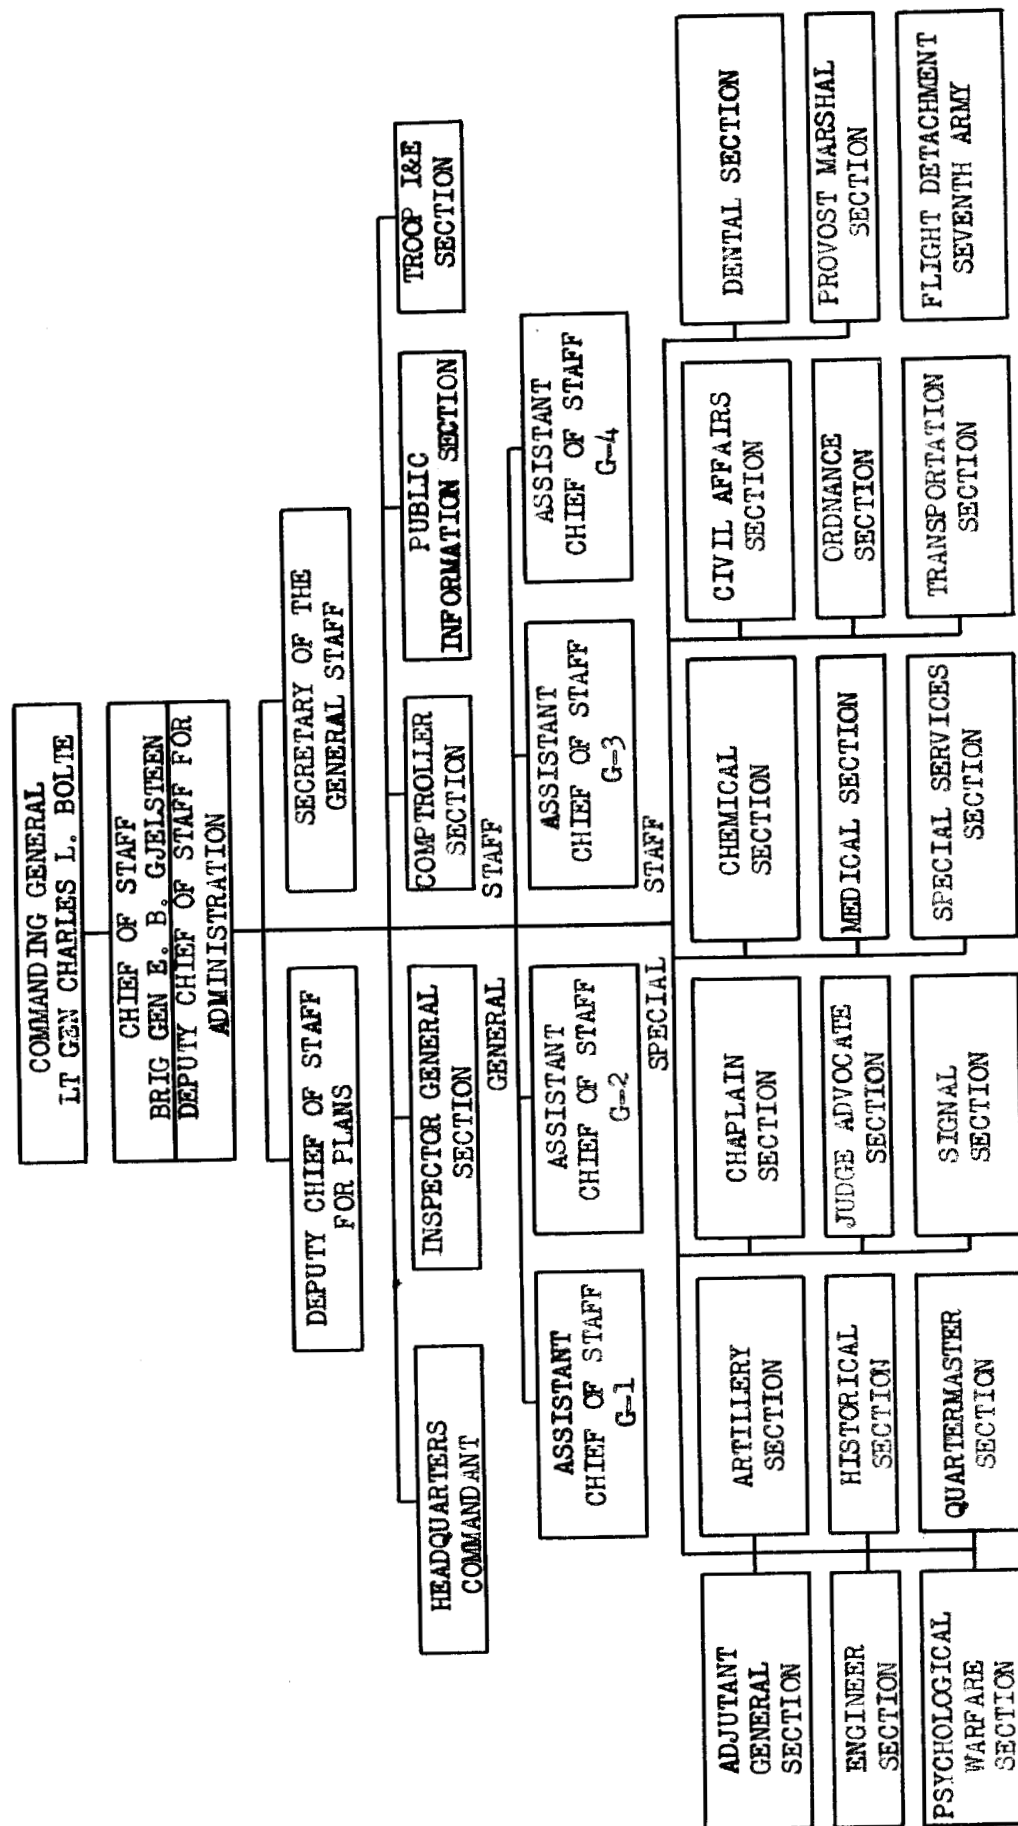 COMMANDING GENERAL
LT GEN CHARLES L. BOLTE
CHIEF OF STAFF
BRIG GEN E. B. GJELSTEEN
DEPUTY CHIEF OF STAFF FOR
ADMINISTRATION
DEPUTY CHIEF OF STAFF
FOR PLANS
SECRETARY OF THE
GENERAL STAFF
HEADQUARTERS
COMMANDANT
INSPECTOR GENERAL
SECTION
COMPTROLLER
SECTION
PUBLIC
INFORMATION SECTION
TROOP I&E
SECTION
GENERAL STAFF
ASSISTANT
CHIEF OF STAFF
G-1
ASSISTANT
CHIEF OF STAFF
G-2
ASSISTANT
CHIEF OF STAFF
G-3
ASSISTANT
CHIEF OF STAFF
G-4
SPECIAL STAFF
ADJUTANT
GENERAL
SECTION
ARTILLERY
SECTION
CHAPLAIN
SECTION
CHEMICAL
SECTION
CIVIL AFFAIRS
SECTION
DENTAL SECTION
ENGINEER
SECTION
HISTORICAL
SECTION
JUDGE ADVOCATE
SECTION
MEDICAL SECTION
ORDNANCE
SECTION
PROVOST MARSHAL
SECTION
PSYCHOLOGICAL
WARFARE
SECTION
QUARTERMASTER
SECTION
SIGNAL
SECTION
SPECIAL SERVICES
SECTION
TRANSPORTATION
SECTION
FLIGHT DETACHMENT
SEVENTH ARMY